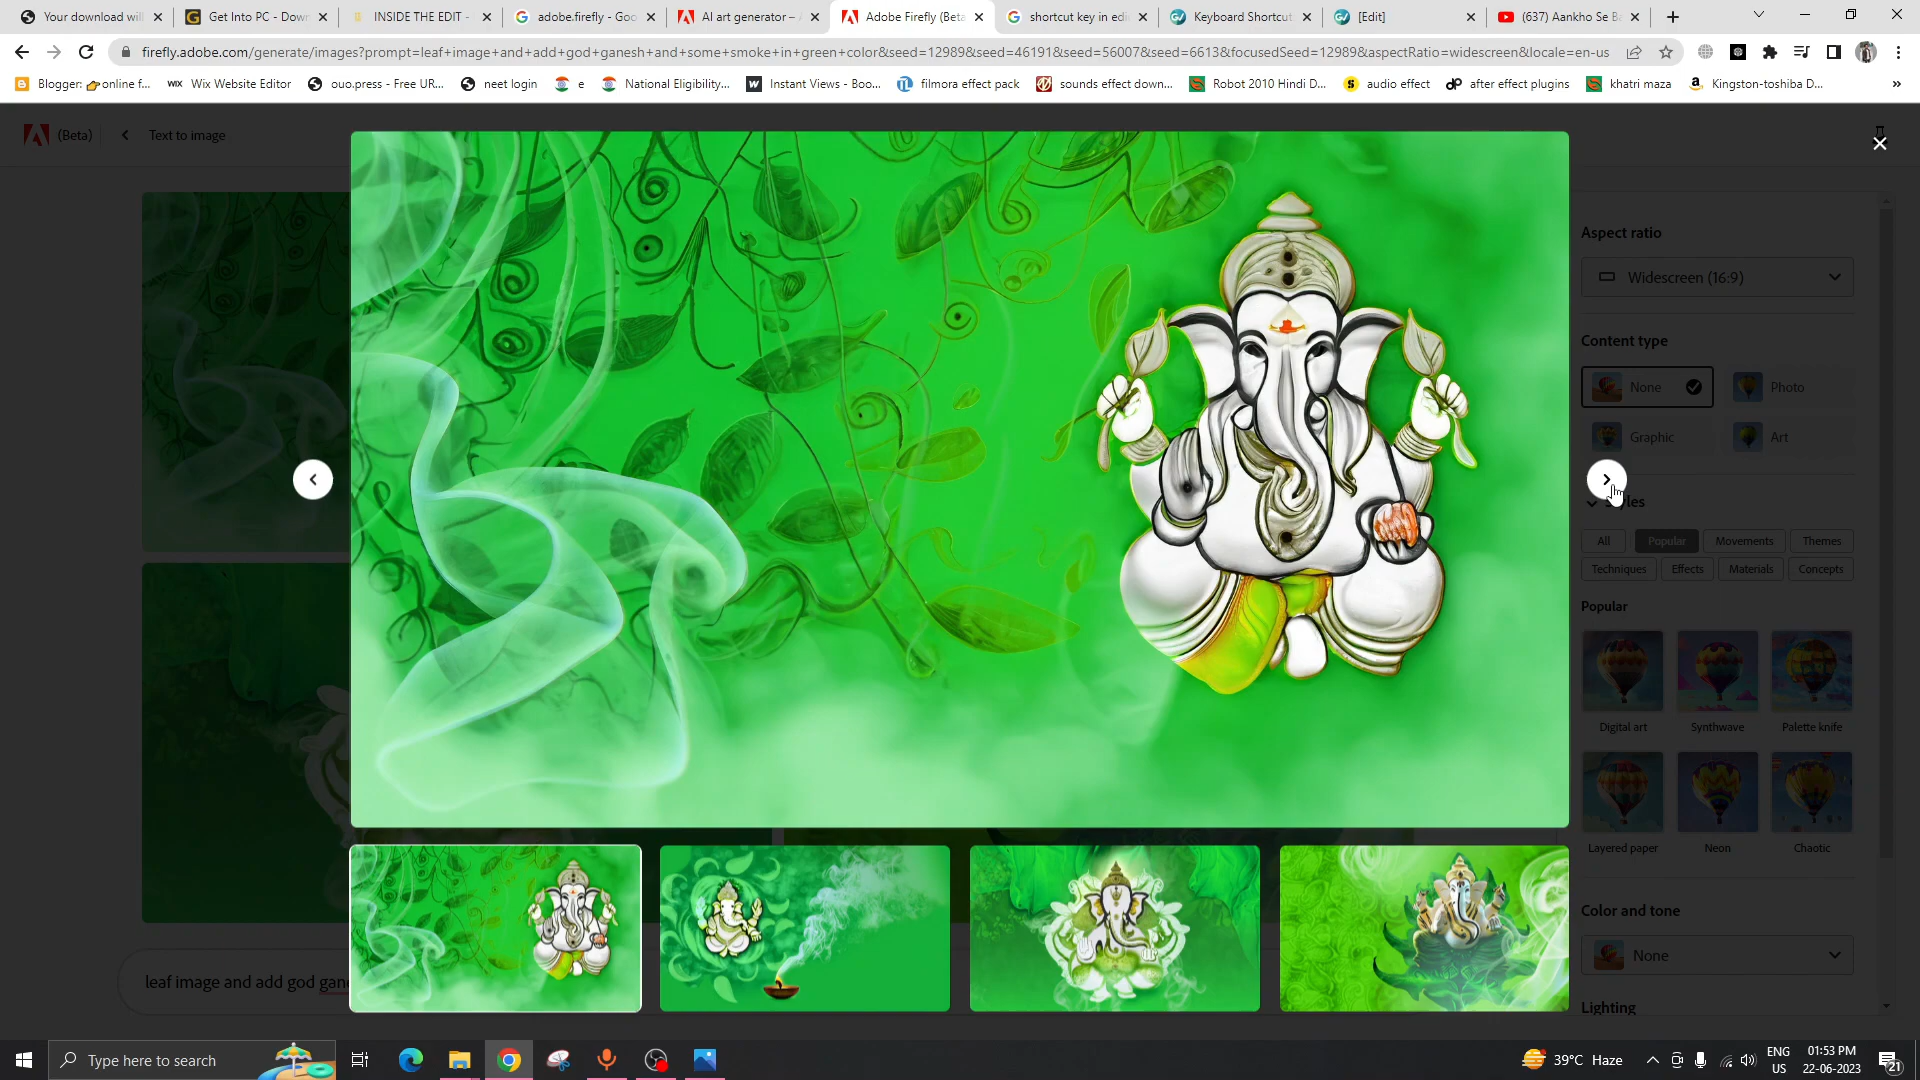 Your download wil
Get Into PC - Dow
INSIDE THE EDIT -
adobe.firefly - Goo
AI art generator –
Adobe Firefly (Beta
shortcut key in edi
Keyboard Shortcut
[Edit]
(637) Aankho Se B
firefly.adobe.com/generate/images?prompt=leaf+image+and+add+god+ganesh+and+some+smoke+in+green+color&seed=12989&seed=46191&seed=56007&seed=6613&focusedSeed=12989&aspectRatio=widescreen&locale=en-us
Blogger: 👉online f...
WIX Wix Website Editor
ouo.press - Free UR...
neet login
e
National Eligibility...
W Instant Views - Boo...
filmora effect pack
sounds effect down...
Robot 2010 Hindi D...
audio effect
after effect plugins
khatri maza
Kingston-toshiba D...
»
(Beta)
Text to image
Aspect ratio
Widescreen (16:9)
Content type
None
Photo
Graphic
Art
Popular
All
Movements
Themes
Techniques
Effects
Materials
Concepts
Popular
Digital art
Synthwave
Palette knife
Layered paper
Neon
Chaotic
Color and tone
None
Lighting
leaf image and add god gan
Type here to search
39°C Haze
ENG
US
01:53 PM
22-06-2023
21